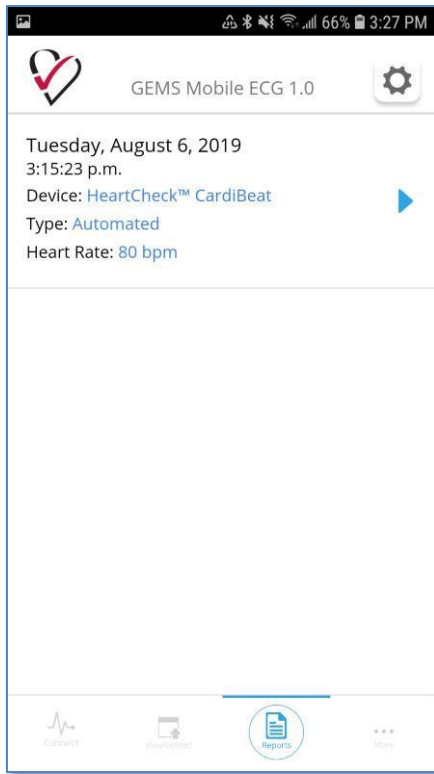 66% 3:27 PM
GEMS Mobile ECG 1.0
Tuesday, August 6, 2019
3:15:23 p.m.
Device: HeartCheck™ CardiBeat
Type: Automated
Heart Rate: 80 bpm
Connect View/Upload Reports More